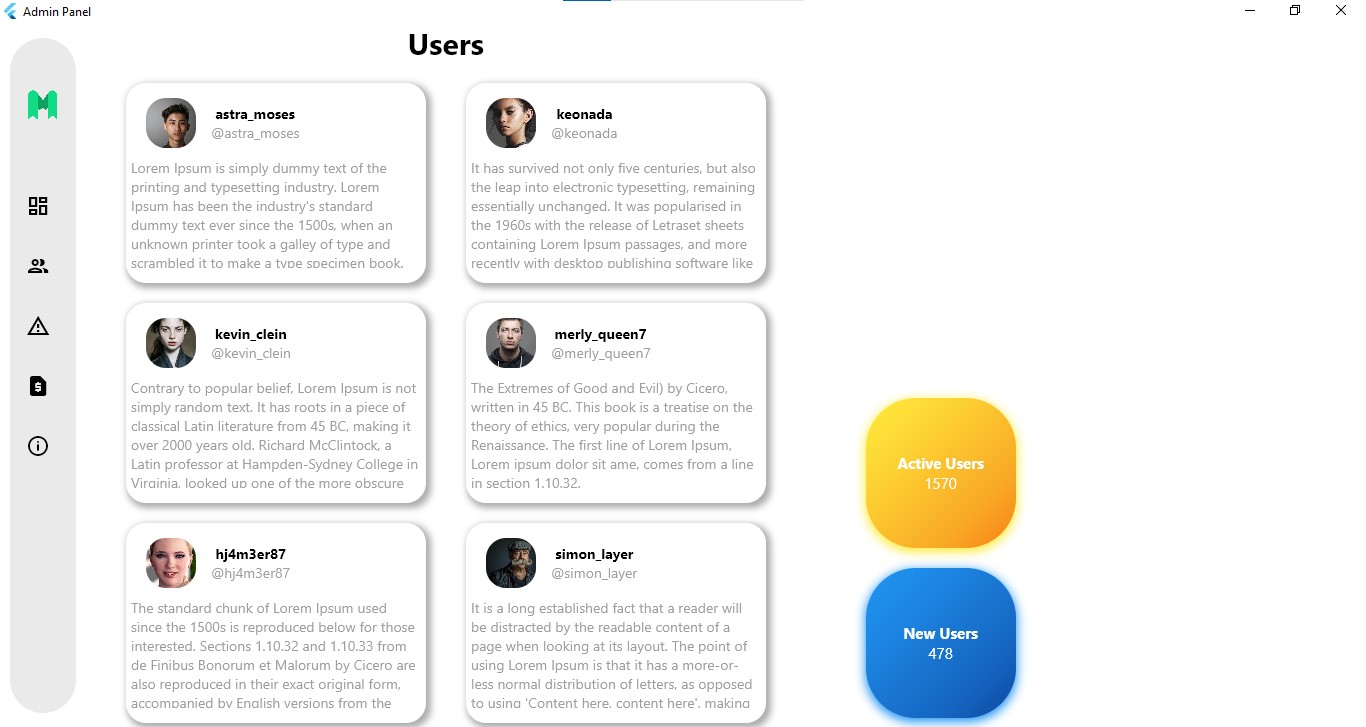 Admin Panel
Users
astra_moses
@astra_moses
Lorem Ipsum is simply dummy text of the
printing and typesetting industry. Lorem
Ipsum has been the industry's standard
dummy text ever since the 1500s, when an
unknown printer took a galley of type and
scrambled it to make a type specimen book.
keonada
@keonada
It has survived not only five centuries, but also
the leap into electronic typesetting, remaining
essentially unchanged. It was popularised in
the 1960s with the release of Letraset sheets
containing Lorem Ipsum passages, and more
recently with desktop publishing software like
kevin_clein
@kevin_clein
Contrary to popular belief, Lorem Ipsum is not
simply random text. It has roots in a piece of
classical Latin literature from 45 BC, making it
over 2000 years old. Richard McClintock, a
Latin professor at Hampden-Sydney College in
Virginia, looked up one of the more obscure
merly_queen7
@merly_queen7
The Extremes of Good and Evil) by Cicero,
written in 45 BC. This book is a treatise on the
theory of ethics, very popular during the
Renaissance. The first line of Lorem Ipsum,
Lorem ipsum dolor sit ame, comes from a line
in section 1.10.32.
hj4m3er87
@hj4m3er87
The standard chunk of Lorem Ipsum used
since the 1500s is reproduced below for those
interested. Sections 1.10.32 and 1.10.33 from
de Finibus Bonorum et Malorum by Cicero are
also reproduced in their exact original form,
accompanied by English versions from the
simon_layer
@simon_layer
It is a long established fact that a reader will
be distracted by the readable content of a
page when looking at its layout. The point of
using Lorem Ipsum is that it has a more-or-
less normal distribution of letters, as opposed
to using 'Content here, content here', making
Active Users
1570
New Users
478